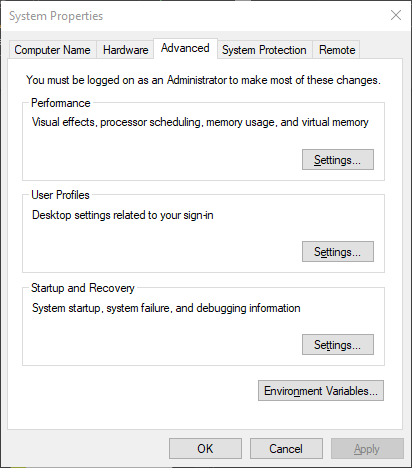 System Properties
Computer Name Hardware Advanced System Protection Remote
You must be logged on as an Administrator to make most of these changes.
Performance
Visual effects, processor scheduling, memory usage, and virtual memory
Settings...
User Profiles
Desktop settings related to your sign-in
Settings...
Startup and Recovery
System startup, system failure, and debugging information
Settings...
Environment Variables...
OK Cancel Apply